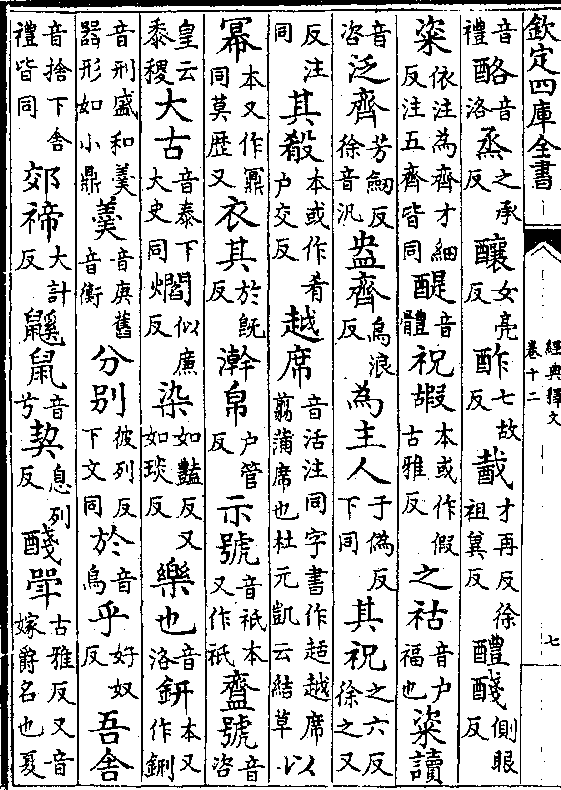 欽定四庫全書
經典釋文
卷十二
七
禮酪音洛烝之承反釀女亮反酢七故反酨才再反徐祖冀反醴醆側眼反
粢依注為齊才細反注五齊皆同醍音體祝嘏本或作假古雅反之祜音户福也粢讀
音咨泛齊芳劒反徐音汎盎齊烏浪反為主人于偽反下同其祝之六反徐之又
反注同其殽本或作肴户交反越席音活注同字書作趏越席以翦蒲席也杜元凱云結草
冪本又作鼏同莫歷又衣其於既反澣帛户管反示號音祇本又作祇齍號音咨
皇云黍稷大古音泰下大史同爓似廉反染如豔反又如琰反樂也音洛鈃本又作鉶
音刑盛和羹器形如小鼎羹音庚舊音衡分别彼列反下文同於音烏乎好奴反吾舍
音捨下舍禮皆同郊禘大計反鼷鼠音兮契息列反醆斝古雅反又音嫁爵名也夏